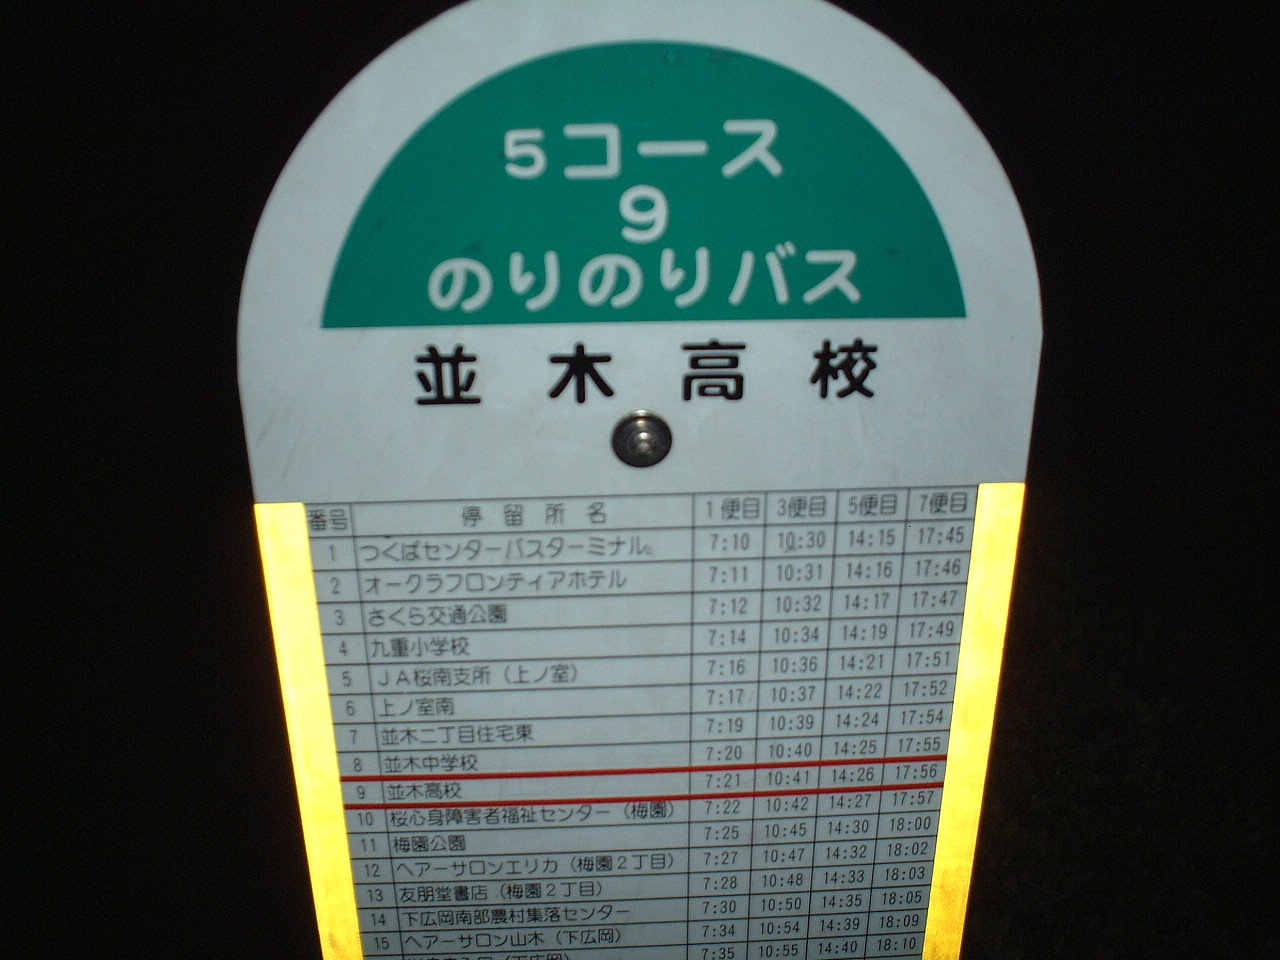 5コース
9
のりのりバス
並木高校
番号 停留所名 1便目 3便目 5便目 7便目
1 つくばセンターバスターミナル 7:10 10:30 14:15 17:45
2 オークラフロンティアホテル 7:11 10:31 14:16 17:46
3 さくら交通公園 7:12 10:32 14:17 17:47
4 九重小学校 7:14 10:34 14:19 17:49
5 JA桜南支所（上ノ室） 7:16 10:36 14:21 17:51
6 上ノ室南 7:17 10:37 14:22 17:52
7 並木二丁目住宅東 7:19 10:39 14:24 17:54
8 並木中学校 7:20 10:40 14:25 17:55
9 並木高校 7:21 10:41 14:26 17:56
10 桜心身障害者福祉センター（梅園） 7:22 10:42 14:27 17:57
11 梅園公園 7:25 10:45 14:30 18:00
12 ヘアーサロンエリカ（梅園2丁目） 7:27 10:47 14:32 18:02
13 友朋堂書店（梅園2丁目） 7:28 10:48 14:33 18:03
14 下広岡南部農村集落センター 7:30 10:50 14:35 18:05
15 ヘアーサロン山木（下広岡） 7:34 10:54 14:39 18:09
（下広岡） 7:35 10:55 14:40 18:10